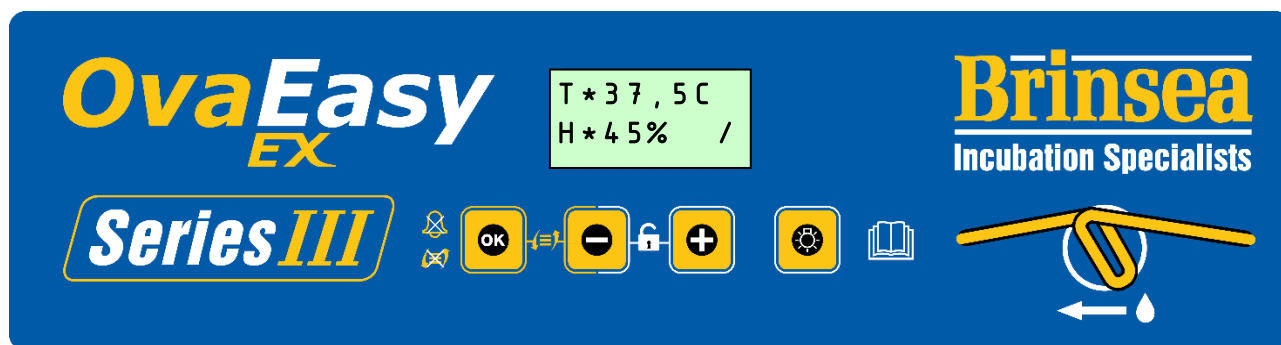 OvaEasy
EX
T*37,5C
H*45% /
Brinsea
Incubation Specialists
Series III
OK